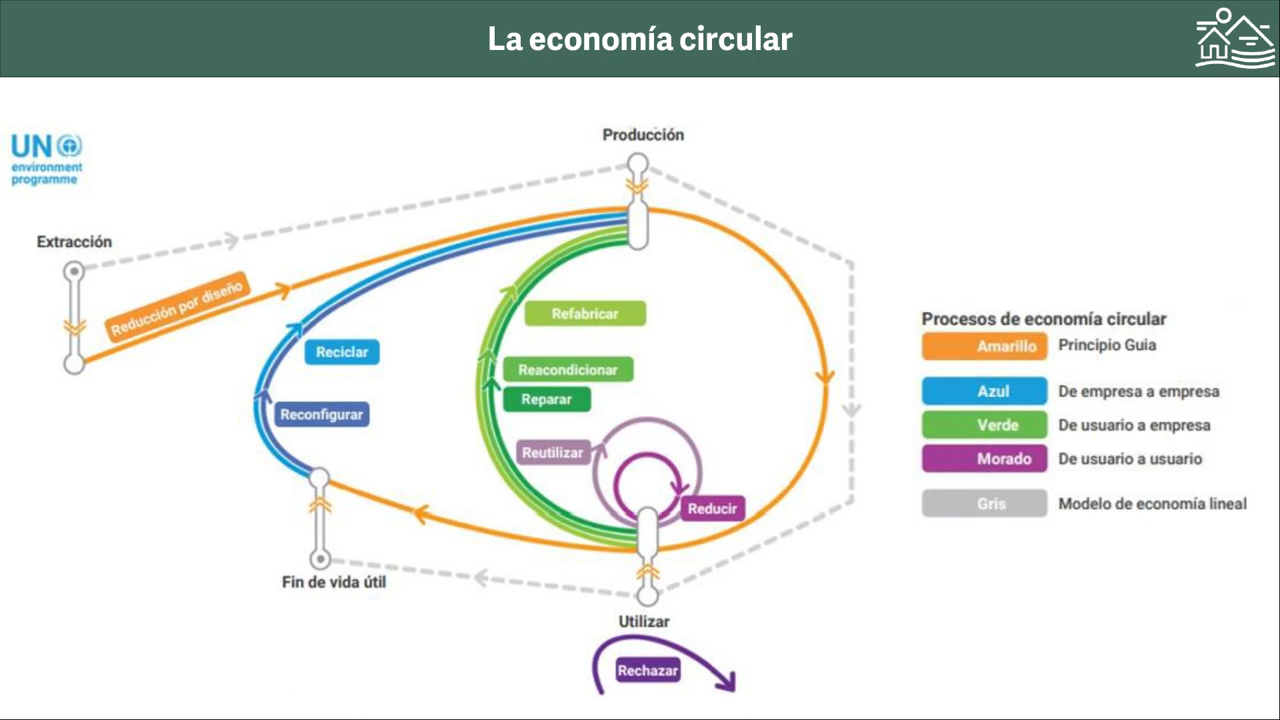 La economía circular
UN
environment
programme
Producción
Extracción
Reducción por diseño
Refabricar
Reciclar
Reacondicionar
Reparar
Reconfigurar
Reutilizar
Reducir
Fin de vida útil
Utilizar
Rechazar
Procesos de economía circular
Amarillo Principio Guia
Azul De empresa a empresa
Verde De usuario a empresa
Morado De usuario a usuario
Gris Modelo de economía lineal